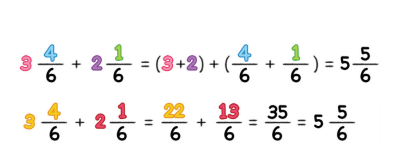 3 4/6 + 2 1/6 = (3+2) + (4/6 + 1/6) = 5 5/6
3 4/6 + 2 1/6 = 22/6 + 13/6 = 35/6 = 5 5/6